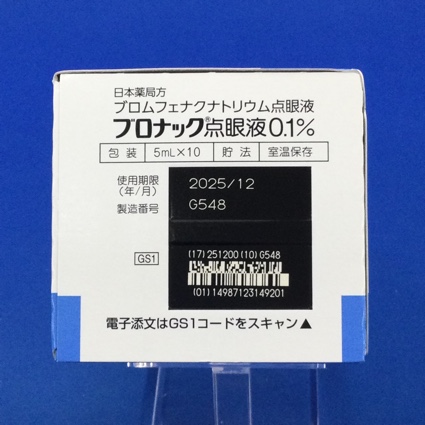 日本薬局方
ブロムフェナクナトリウム点眼液
ブロナック®点眼液0.1%
包装 5mL×10 貯法 室温保存
使用期限 2025/12
(年/月)
製造番号 G548
GS1 (17)251200(10)G548
(01)14987123149201
電子添文はGS1コードをスキャン▲